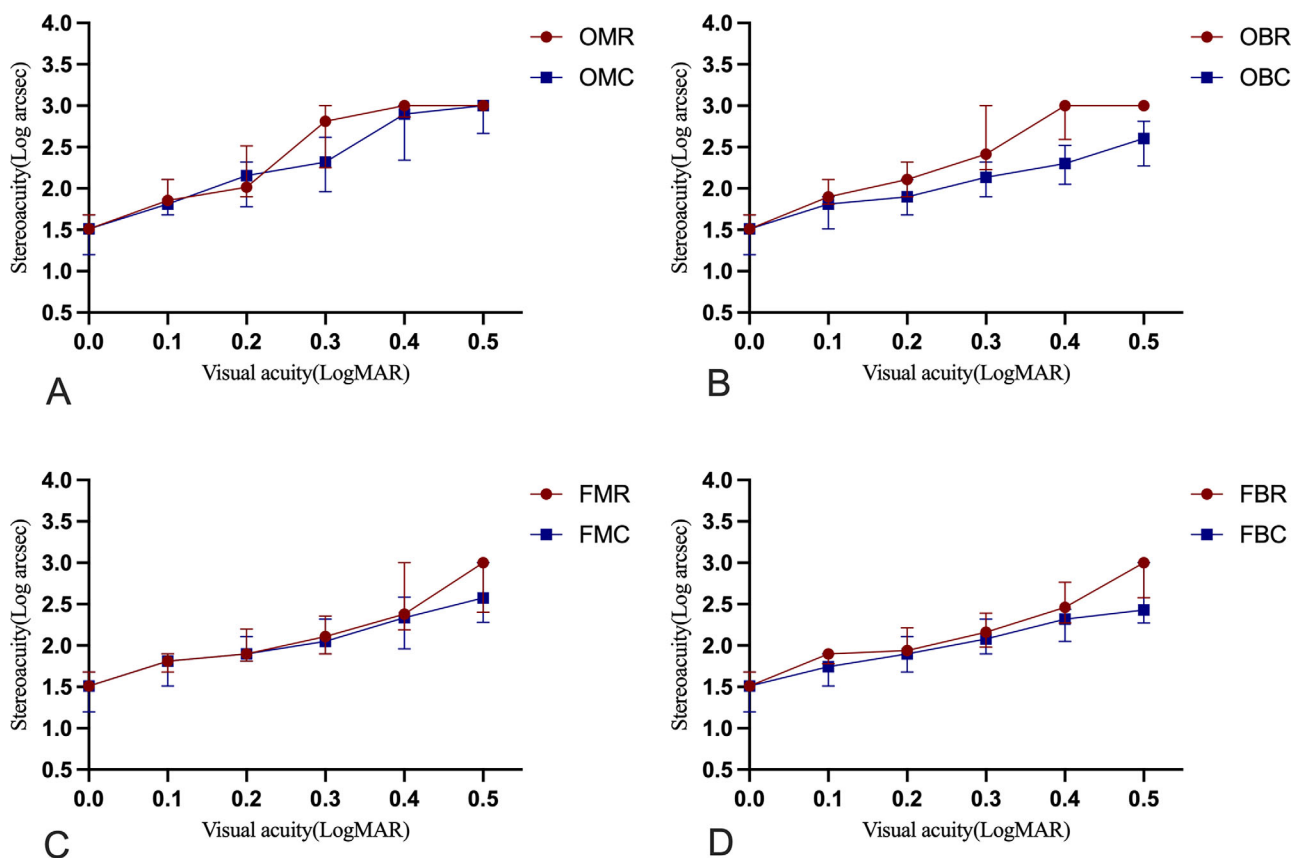 4.0
3.5
3.0
2.5
2.0
1.5
1.0
0.5
Stereoacuity(Log arcsec)
0.0 0.1 0.2 0.3 0.4 0.5
Visual acuity(LogMAR)
OMR
OMC
A
4.0
3.5
3.0
2.5
2.0
1.5
1.0
0.5
Stereoacuity(Log arcsec)
0.0 0.1 0.2 0.3 0.4 0.5
Visual acuity(LogMAR)
OBR
OBC
B
4.0
3.5
3.0
2.5
2.0
1.5
1.0
0.5
Stereoacuity(Log arcsec)
0.0 0.1 0.2 0.3 0.4 0.5
Visual acuity(LogMAR)
FMR
FMC
C
4.0
3.5
3.0
2.5
2.0
1.5
1.0
0.5
Stereoacuity(Log arcsec)
0.0 0.1 0.2 0.3 0.4 0.5
Visual acuity(LogMAR)
FBR
FBC
D